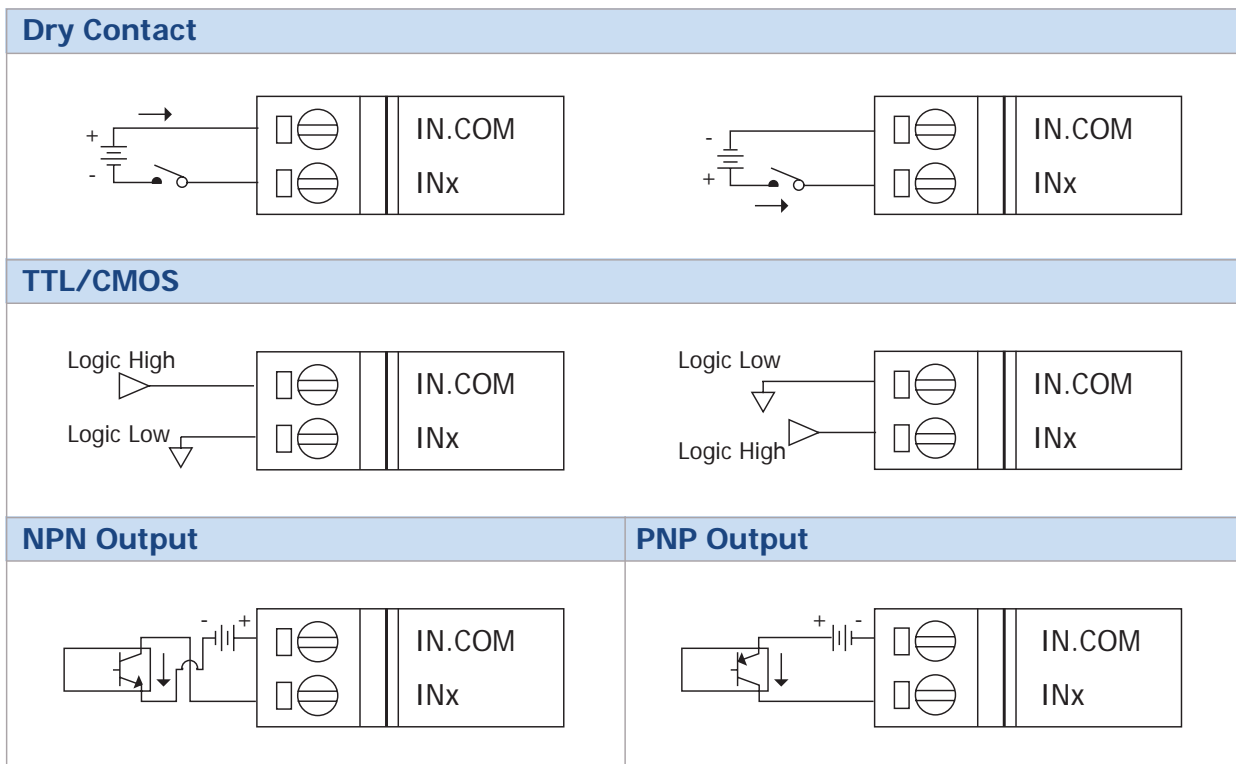 Dry Contact
+
-
IN.COM
INx
-
+
IN.COM
INx
TTL/CMOS
Logic High
Logic Low
IN.COM
INx
Logic Low
Logic High
IN.COM
INx
NPN Output
PNP Output
- +
IN.COM
INx
+ -
IN.COM
INx